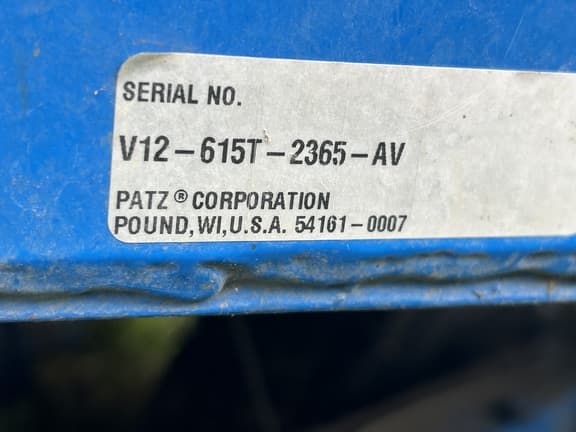 SERIAL NO.
V12-615T-2365-AV
PATZ® CORPORATION
POUND, WI, U.S.A. 54161-0007